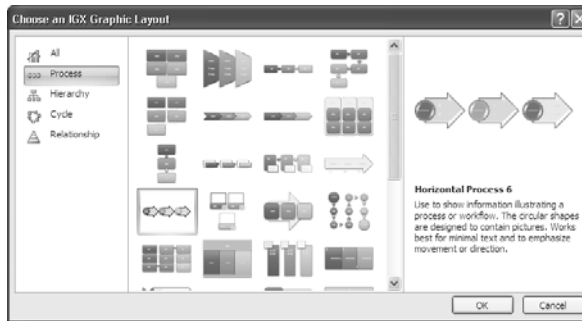 Choose an IGX Graphic Layout
All
Process
Hierarchy
Cycle
Relationship
Horizontal Process 6
Use to show information illustrating a
process or workflow. The circular shapes
are designed to contain pictures. Works
best for minimal text and to emphasize
movement or direction.
OK
Cancel